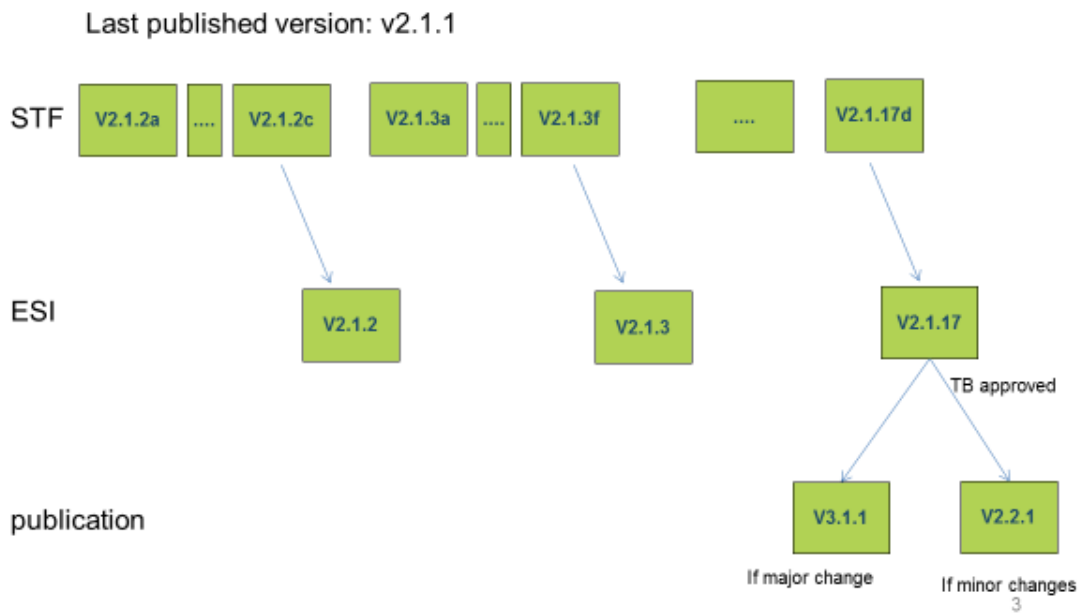 Last published version: v2.1.1
STF
V2.1.2a
....
V2.1.2c
V2.1.3a
....
V2.1.3f
....
V2.1.17d
ESI
V2.1.2
V2.1.3
V2.1.17
TB approved
publication
V3.1.1
V2.2.1
If major change
If minor changes
3